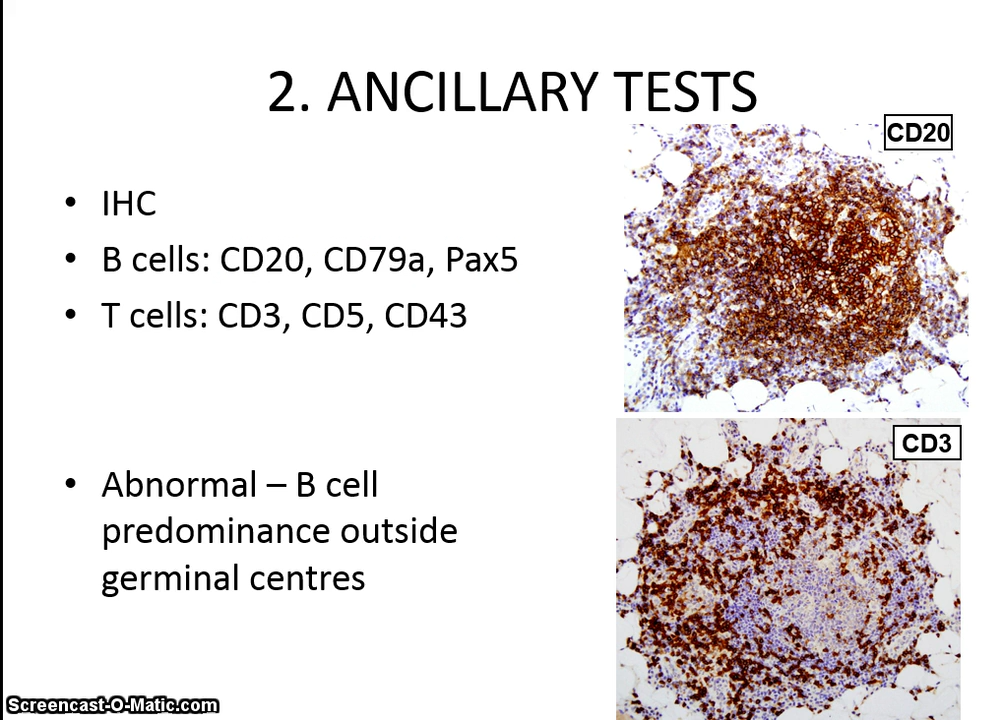 2. ANCILLARY TESTS
CD20
• IHC
• B cells: CD20, CD79a, Pax5
• T cells: CD3, CD5, CD43
CD3
• Abnormal – B cell
predominance outside
germinal centres
Screencast-O-Matic.com